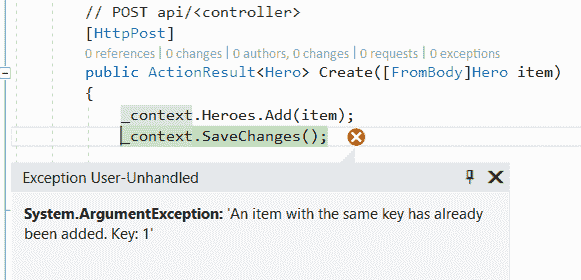 // POST api/<controller>
[HttpPost]
0 references | 0 changes | 0 authors, 0 changes | 0 requests | 0 exceptions
public ActionResult<Hero> Create([FromBody]Hero item)
{
_context.Heroes.Add(item);
_context.SaveChanges();
Exception User-Unhandled
System.ArgumentException: 'An item with the same key has already
been added. Key: 1'